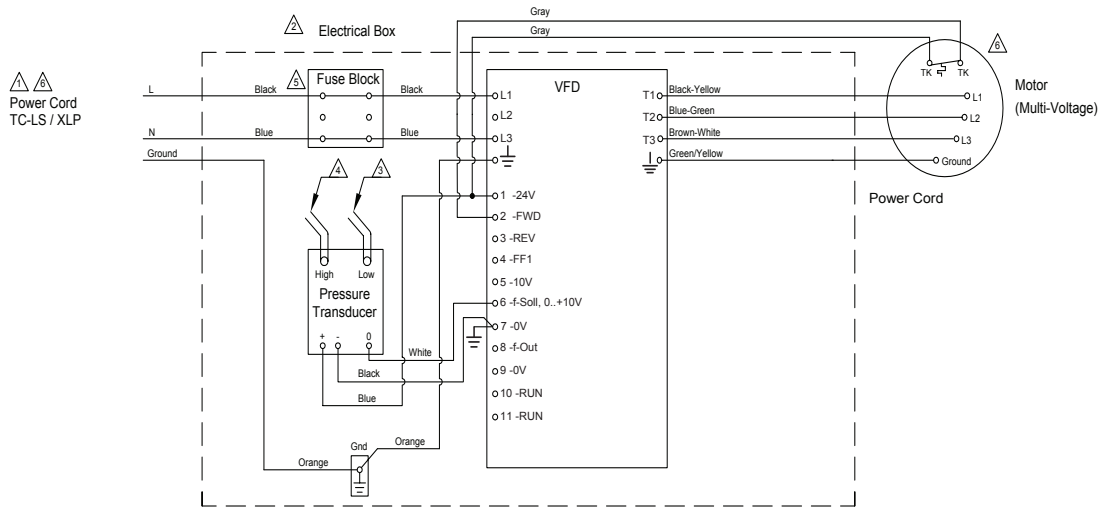 Gray
Gray
2 Electrical Box
6
TK TK
Motor
(Multi-Voltage)
1 6
Power Cord
TC-LS / XLP
5 Fuse Block
VFD
L Black Black L1 T1 Black-Yellow L1
L2 T2 Blue-Green L2
N Blue Blue L3 T3 Brown-White L3
Ground Green/Yellow Ground
4 3
1 -24V
Power Cord
2 -FWD
3 -REV
4 -FF1
High Low
5 -10V
Pressure
Transducer
6 -f-Soll, 0..+10V
7 -0V
+ - 0
White
8 -f-Out
Black
9 -0V
Blue
10 -RUN
11 -RUN
Gnd Orange
Orange